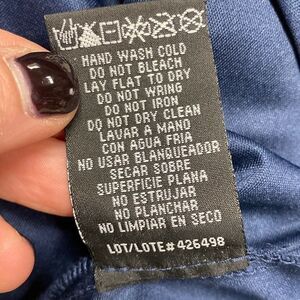 HAND WASH COLD
DO NOT BLEACH
LAY FLAT TO DRY
DO NOT WRING
DO NOT IRON
DO NOT DRY CLEAN
LAVAR A MANO
CON AGUA FRIA
NO USAR BLANQUEADOR
SECAR SOBRE
SUPERFICIE PLANA
NO ESTRUJAR
NO PLANCHAR
NO LIMPIAR EN SECO
LOT/LOTE# 426498